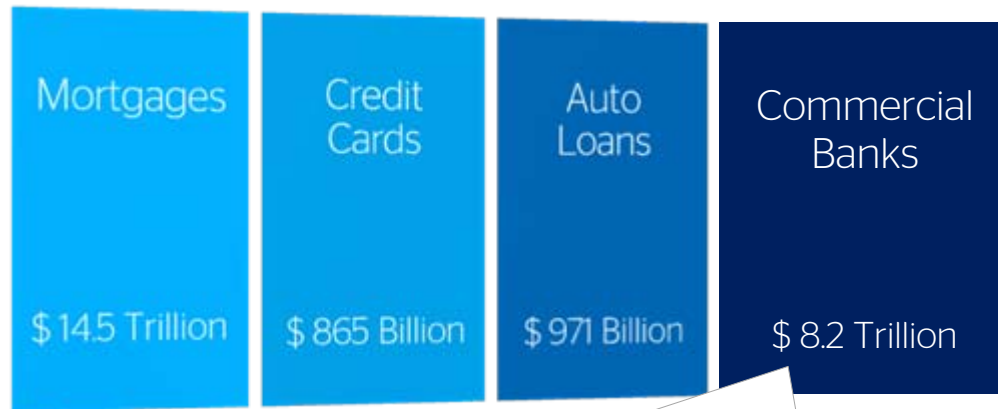 Mortgages
$ 14.5 Trillion
Credit
Cards
$ 865 Billion
Auto
Loans
$ 971 Billion
Commercial
Banks
$ 8.2 Trillion